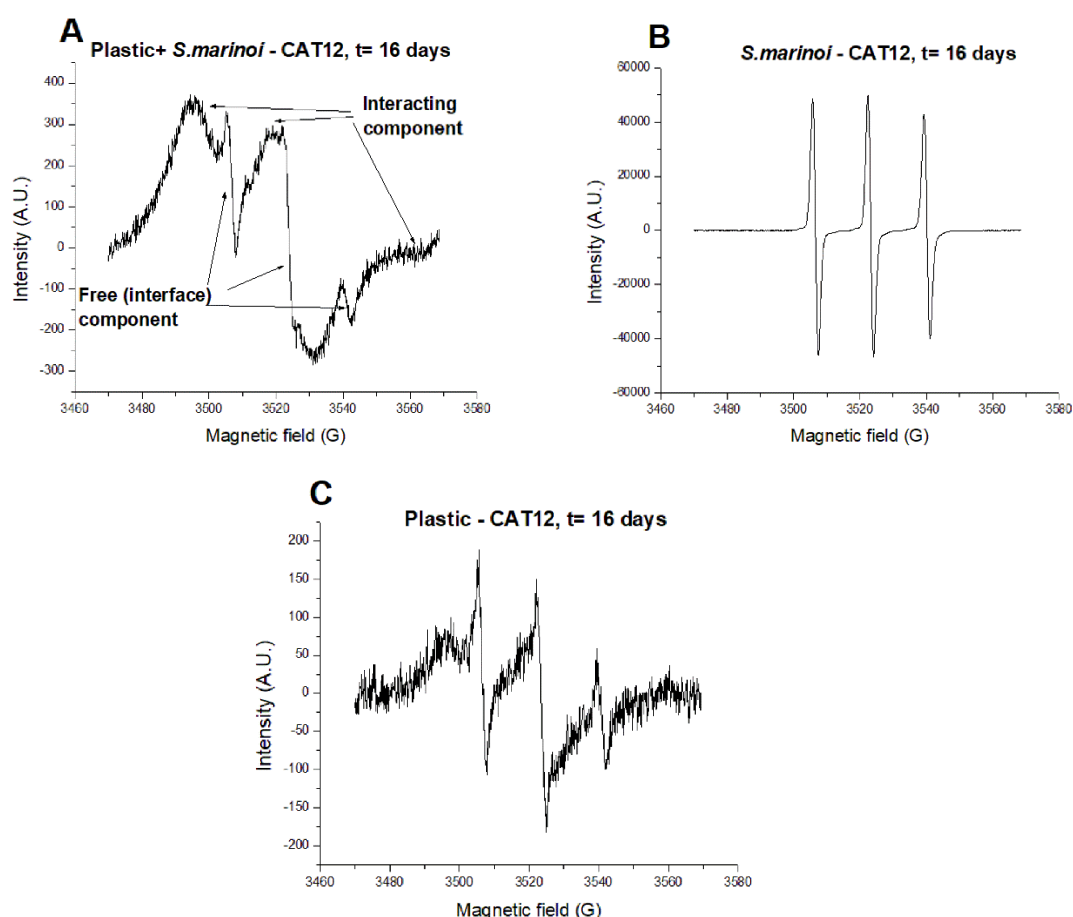 A
Plastic+ S.marinoi - CAT12, t= 16 days
400
300
200
100
0
-100
-200
-300
Intensity (A.U.)
Interacting
component
Free (interface)
component
3460
3480
3500
3520
3540
3560
3580
Magnetic field (G)
B
S.marinoi - CAT12, t= 16 days
60000
40000
20000
0
-20000
-40000
-60000
Intensity (A.U.)
3460
3480
3500
3520
3540
3560
3580
Magnetic field (G)
C
Plastic - CAT12, t= 16 days
200
150
100
50
0
-50
-100
-150
-200
Intensity (A.U.)
3460
3480
3500
3520
3540
3560
3580
Magnetic field (G)